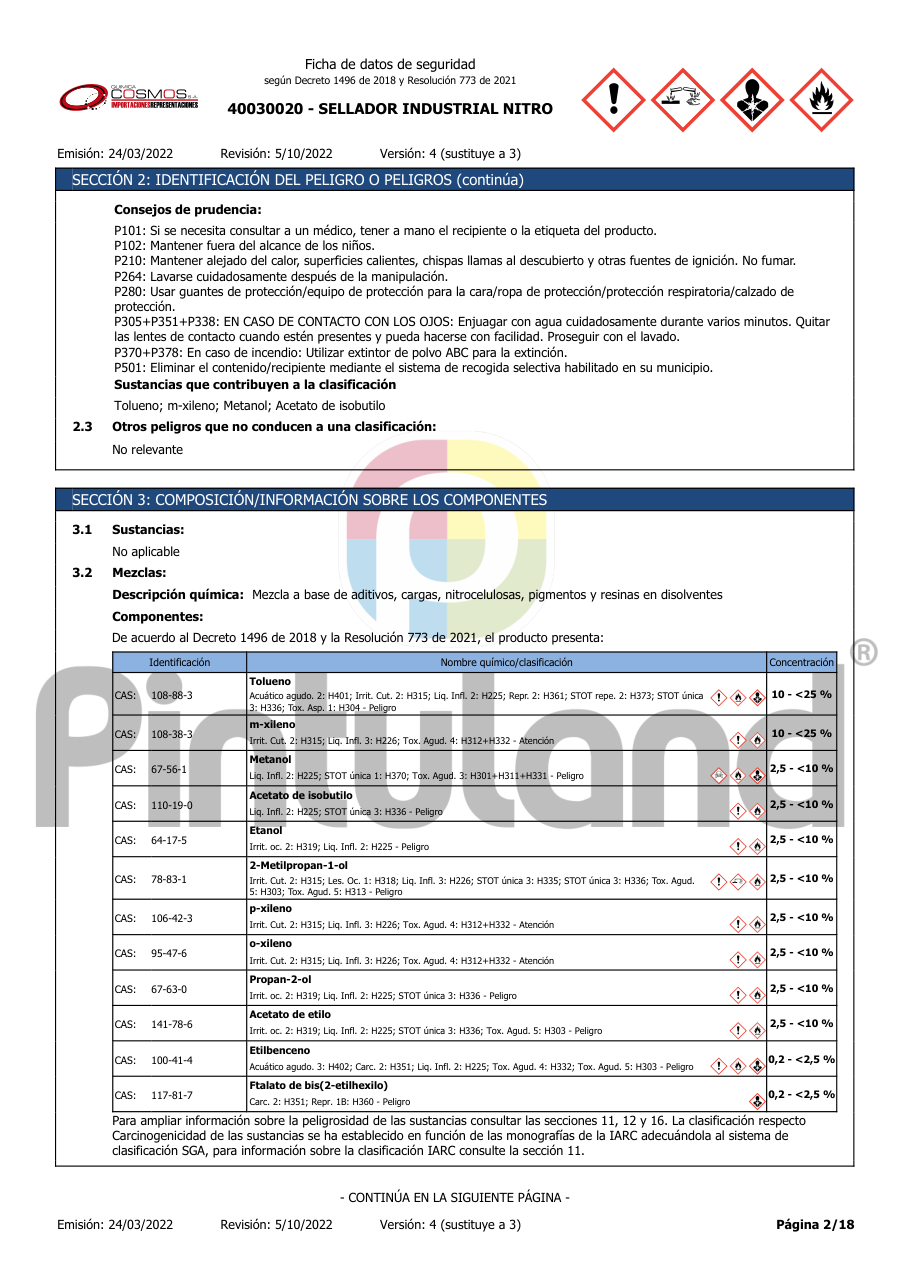 Ficha de datos de seguridad
según Decreto 1496 de 2018 y Resolución 773 de 2021
QUIMICA
COSMOS S.A.
IMPORTACIONES REPRESENTACIONES
40030020 - SELLADOR INDUSTRIAL NITRO
Emisión: 24/03/2022 Revisión: 5/10/2022 Versión: 4 (sustituye a 3)
SECCIÓN 2: IDENTIFICACIÓN DEL PELIGRO O PELIGROS (continúa)
Consejos de prudencia:
P101: Si se necesita consultar a un médico, tener a mano el recipiente o la etiqueta del producto.
P102: Mantener fuera del alcance de los niños.
P210: Mantener alejado del calor, superficies calientes, chispas llamas al descubierto y otras fuentes de ignición. No fumar.
P264: Lavarse cuidadosamente después de la manipulación.
P280: Usar guantes de protección/equipo de protección para la cara/ropa de protección/protección respiratoria/calzado de
protección.
P305+P351+P338: EN CASO DE CONTACTO CON LOS OJOS: Enjuagar con agua cuidadosamente durante varios minutos. Quitar
las lentes de contacto cuando estén presentes y pueda hacerse con facilidad. Proseguir con el lavado.
P370+P378: En caso de incendio: Utilizar extintor de polvo ABC para la extinción.
P501: Eliminar el contenido/recipiente mediante el sistema de recogida selectiva habilitado en su municipio.
Sustancias que contribuyen a la clasificación
Tolueno; m-xileno; Metanol; Acetato de isobutilo
2.3 Otros peligros que no conducen a una clasificación:
No relevante
SECCIÓN 3: COMPOSICIÓN/INFORMACIÓN SOBRE LOS COMPONENTES
3.1 Sustancias:
No aplicable
3.2 Mezclas:
Descripción química: Mezcla a base de aditivos, cargas, nitrocelulosas, pigmentos y resinas en disolventes
Componentes:
De acuerdo al Decreto 1496 de 2018 y la Resolución 773 de 2021, el producto presenta:
Pintuland®
Identificación Nombre químico/clasificación Concentración
Tolueno
CAS: 108-88-3 Acuático agudo. 2: H401; Irrit. Cut. 2: H315; Liq. Infl. 2: H225; Repr. 2: H361; STOT repe. 2: H373; STOT única 10 - <25 %
3: H336; Tox. Asp. 1: H304 - Peligro
m-xileno
CAS: 108-38-3 Irrit. Cut. 2: H315; Liq. Infl. 3: H226; Tox. Agud. 4: H312+H332 - Atención 10 - <25 %
Metanol
CAS: 67-56-1 Liq. Infl. 2: H225; STOT única 1: H370; Tox. Agud. 3: H301+H311+H331 - Peligro 2,5 - <10 %
Acetato de isobutilo
CAS: 110-19-0 Liq. Infl. 2: H225; STOT única 3: H336 - Peligro 2,5 - <10 %
Etanol
CAS: 64-17-5 Irrit. oc. 2: H319; Liq. Infl. 2: H225 - Peligro 2,5 - <10 %
2-Metilpropan-1-ol
CAS: 78-83-1 Irrit. Cut. 2: H315; Les. Oc. 1: H318; Liq. Infl. 3: H226; STOT única 3: H335; STOT única 3: H336; Tox. Agud. 2,5 - <10 %
5: H303; Tox. Agud. 5: H313 - Peligro
p-xileno
CAS: 106-42-3 Irrit. Cut. 2: H315; Liq. Infl. 3: H226; Tox. Agud. 4: H312+H332 - Atención 2,5 - <10 %
o-xileno
CAS: 95-47-6 Irrit. Cut. 2: H315; Liq. Infl. 3: H226; Tox. Agud. 4: H312+H332 - Atención 2,5 - <10 %
Propan-2-ol
CAS: 67-63-0 Irrit. oc. 2: H319; Liq. Infl. 2: H225; STOT única 3: H336 - Peligro 2,5 - <10 %
Acetato de etilo
CAS: 141-78-6 Irrit. oc. 2: H319; Liq. Infl. 2: H225; STOT única 3: H336; Tox. Agud. 5: H303 - Peligro 2,5 - <10 %
Etilbenceno
CAS: 100-41-4 Acuático agudo. 3: H402; Carc. 2: H351; Liq. Infl. 2: H225; Tox. Agud. 4: H332; Tox. Agud. 5: H303 - Peligro 0,2 - <2,5 %
Ftalato de bis(2-etilhexilo)
CAS: 117-81-7 Carc. 2: H351; Repr. 1B: H360 - Peligro 0,2 - <2,5 %
Para ampliar información sobre la peligrosidad de las sustancias consultar las secciones 11, 12 y 16. La clasificación respecto
Carcinogenicidad de las sustancias se ha establecido en función de las monografías de la IARC adecuándola al sistema de
clasificación SGA, para información sobre la clasificación IARC consulte la sección 11.
- CONTINÚA EN LA SIGUIENTE PÁGINA -
Emisión: 24/03/2022 Revisión: 5/10/2022 Versión: 4 (sustituye a 3) Página 2/18